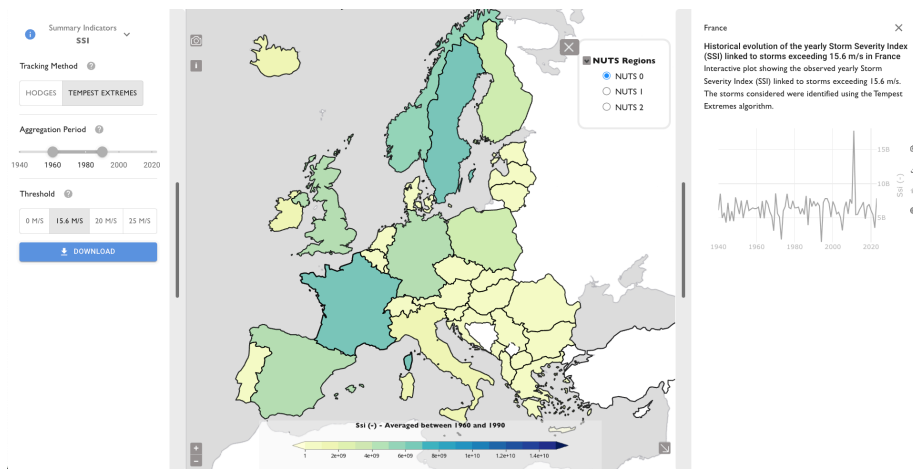 Summary Indicators
SSI
Tracking Method
HODGES TEMPEST EXTREMES
Aggregation Period
1940 1960 1980 2000 2020
Threshold
0 M/S 15.6 M/S 20 M/S 25 M/S
DOWNLOAD
NUTS Regions
NUTS 0
NUTS 1
NUTS 2
Ssi (-) - Averaged between 1960 and 1990
1 2e+09 4e+09 6e+09 8e+09 1e+10 1.2e+10 1.4e+10
France
Historical evolution of the yearly Storm Severity Index
(SSI) linked to storms exceeding 15.6 m/s in France
Interactive plot showing the observed yearly Storm
Severity Index (SSI) linked to storms exceeding 15.6 m/s.
The storms considered were identified using the Tempest
Extremes algorithm.
15B
10B
5B
Ssi (-)
1940 1960 1980 2000 2020